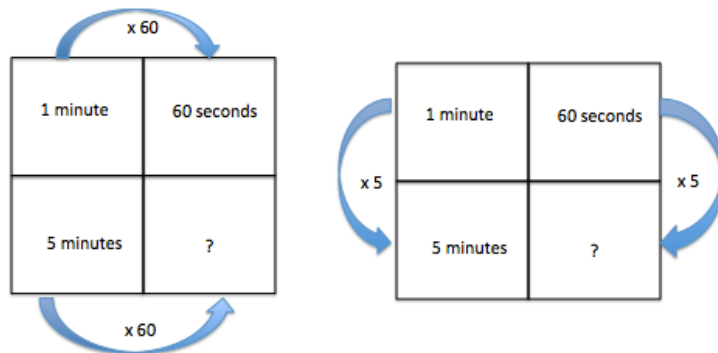 x 60
1 minute
60 seconds
5 minutes
?
x 60
1 minute
60 seconds
x 5
x 5
5 minutes
?